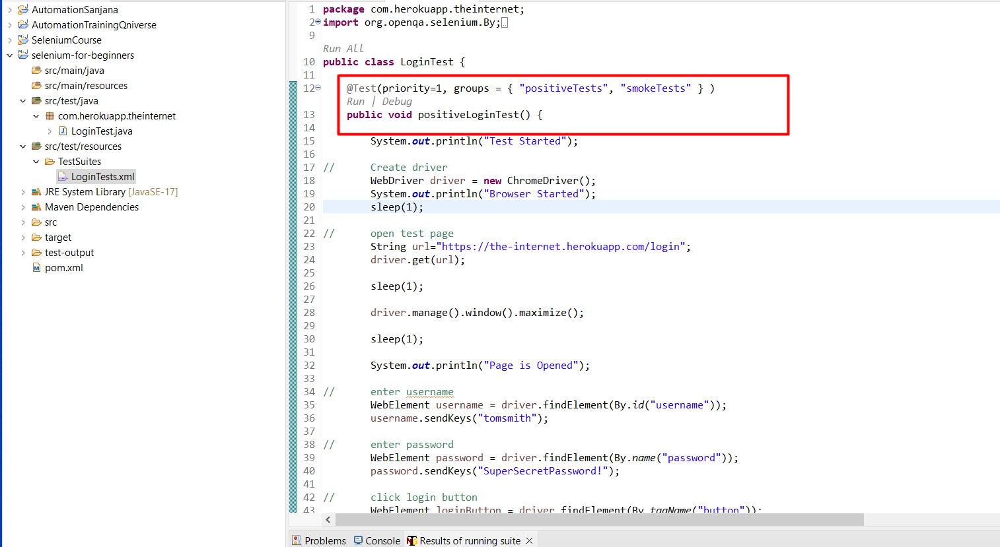 AutomationSanjana
AutomationTrainingQniverse
SeleniumCourse
selenium-for-beginners
src/main/java
src/main/resources
src/test/java
com.herokuapp.theinternet
LoginTest.java
src/test/resources
TestSuites
LoginTests.xml
JRE System Library [JavaSE-17]
Maven Dependencies
src
target
test-output
pom.xml
1 package com.herokuapp.theinternet;
2 import org.openqa.selenium.By;
9
Run All
10 public class LoginTest {
11
12 @Test(priority=1, groups = { "positiveTests", "smokeTests" } )
Run | Debug
13 public void positiveLoginTest() {
14
15 System.out.println("Test Started");
16
17 // Create driver
18 WebDriver driver = new ChromeDriver();
19 System.out.println("Browser Started");
20 sleep(1);
21
22 // open test page
23 String url="https://the-internet.herokuapp.com/login";
24 driver.get(url);
25
26 sleep(1);
27
28 driver.manage().window().maximize();
29
30 sleep(1);
31
32 System.out.println("Page is Opened");
33
34 // enter username
35 WebElement username = driver.findElement(By.id("username"));
36 username.sendKeys("tomsmith");
37
38 // enter password
39 WebElement password = driver.findElement(By.name("password"));
40 password.sendKeys("SuperSecretPassword!");
41
42 // click login button
43 WebElement loginButton = driver.findElement(By.tagName("button"));
Problems Console Results of running suite